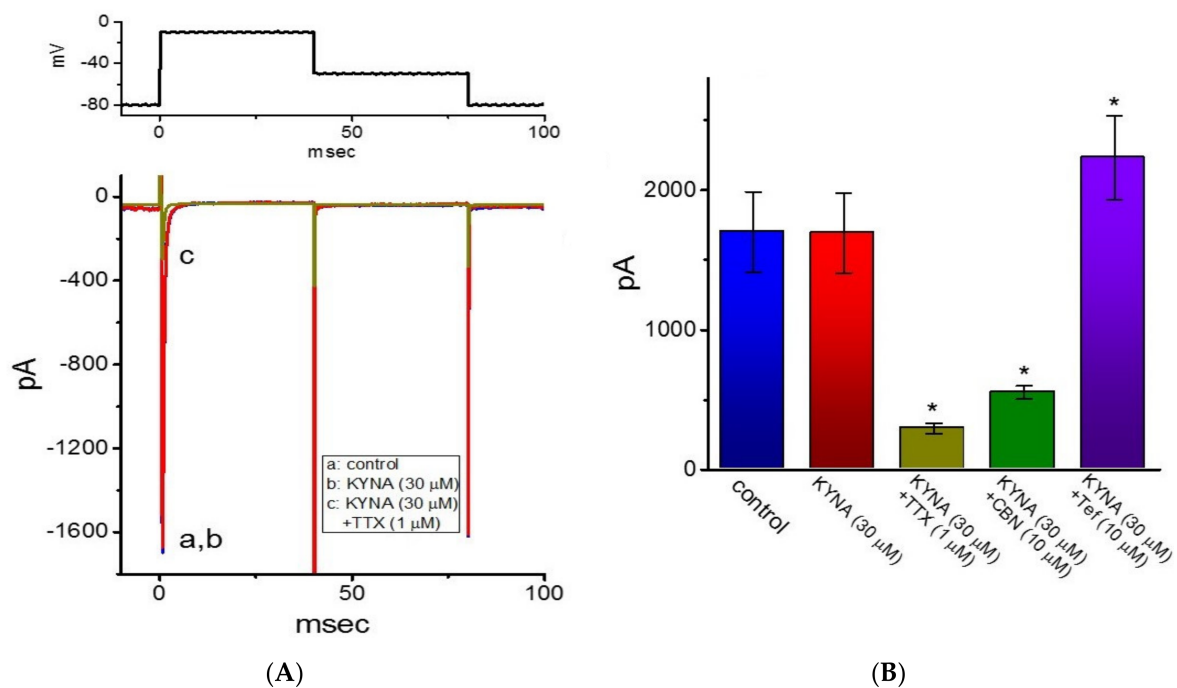 0
-40
-80
mV
0
50
100
msec
0
-400
-800
-1200
-1600
pA
c
a,b
a: control
b: KYNA (30 μM)
c: KYNA (30 μM)
+TTX (1 μM)
0
50
100
msec
(A)
2000
1000
0
pA
*
*
*
control
KYNA (30 μM)
KYNA (30 μM)
+TTX (1 μM)
KYNA (30 μM)
+CBN (10 μM)
KYNA (30 μM)
+Tef (10 μM)
(B)